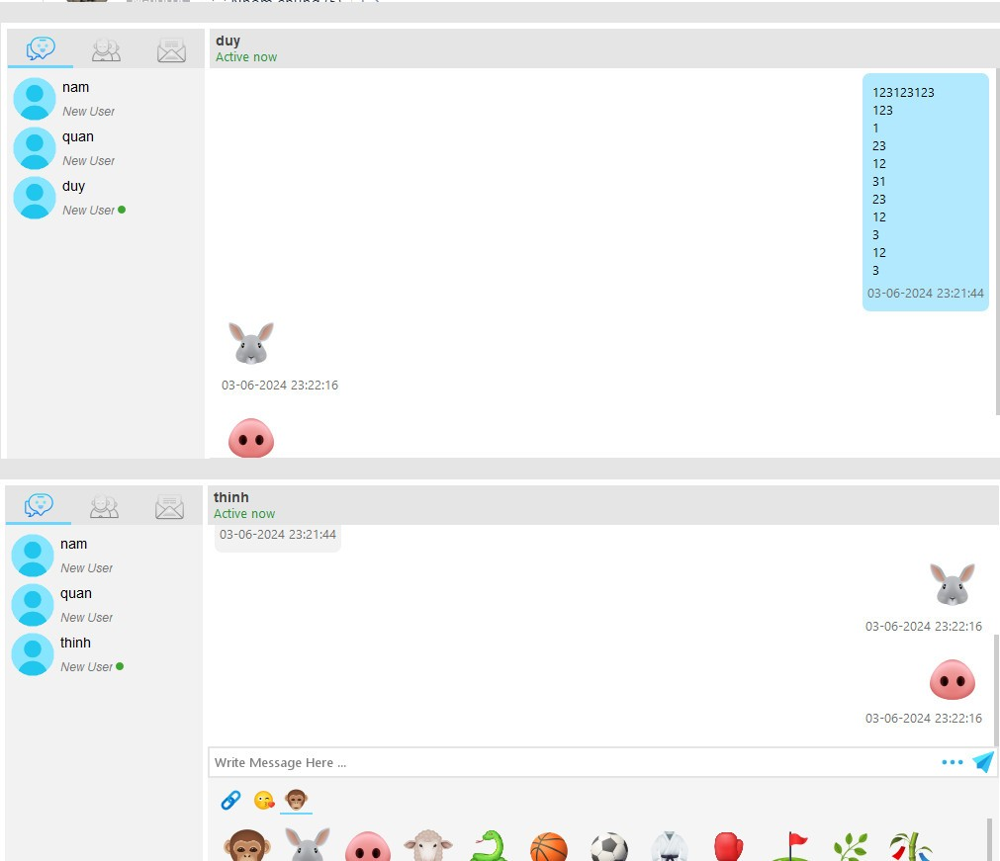 duy
Active now
nam
New User
quan
New User
duy
New User
123123123
123
1
23
12
31
23
12
3
12
3
03-06-2024 23:21:44
03-06-2024 23:22:16
thinh
Active now
nam
New User
quan
New User
thinh
New User
03-06-2024 23:21:44
03-06-2024 23:22:16
03-06-2024 23:22:16
Write Message Here ...